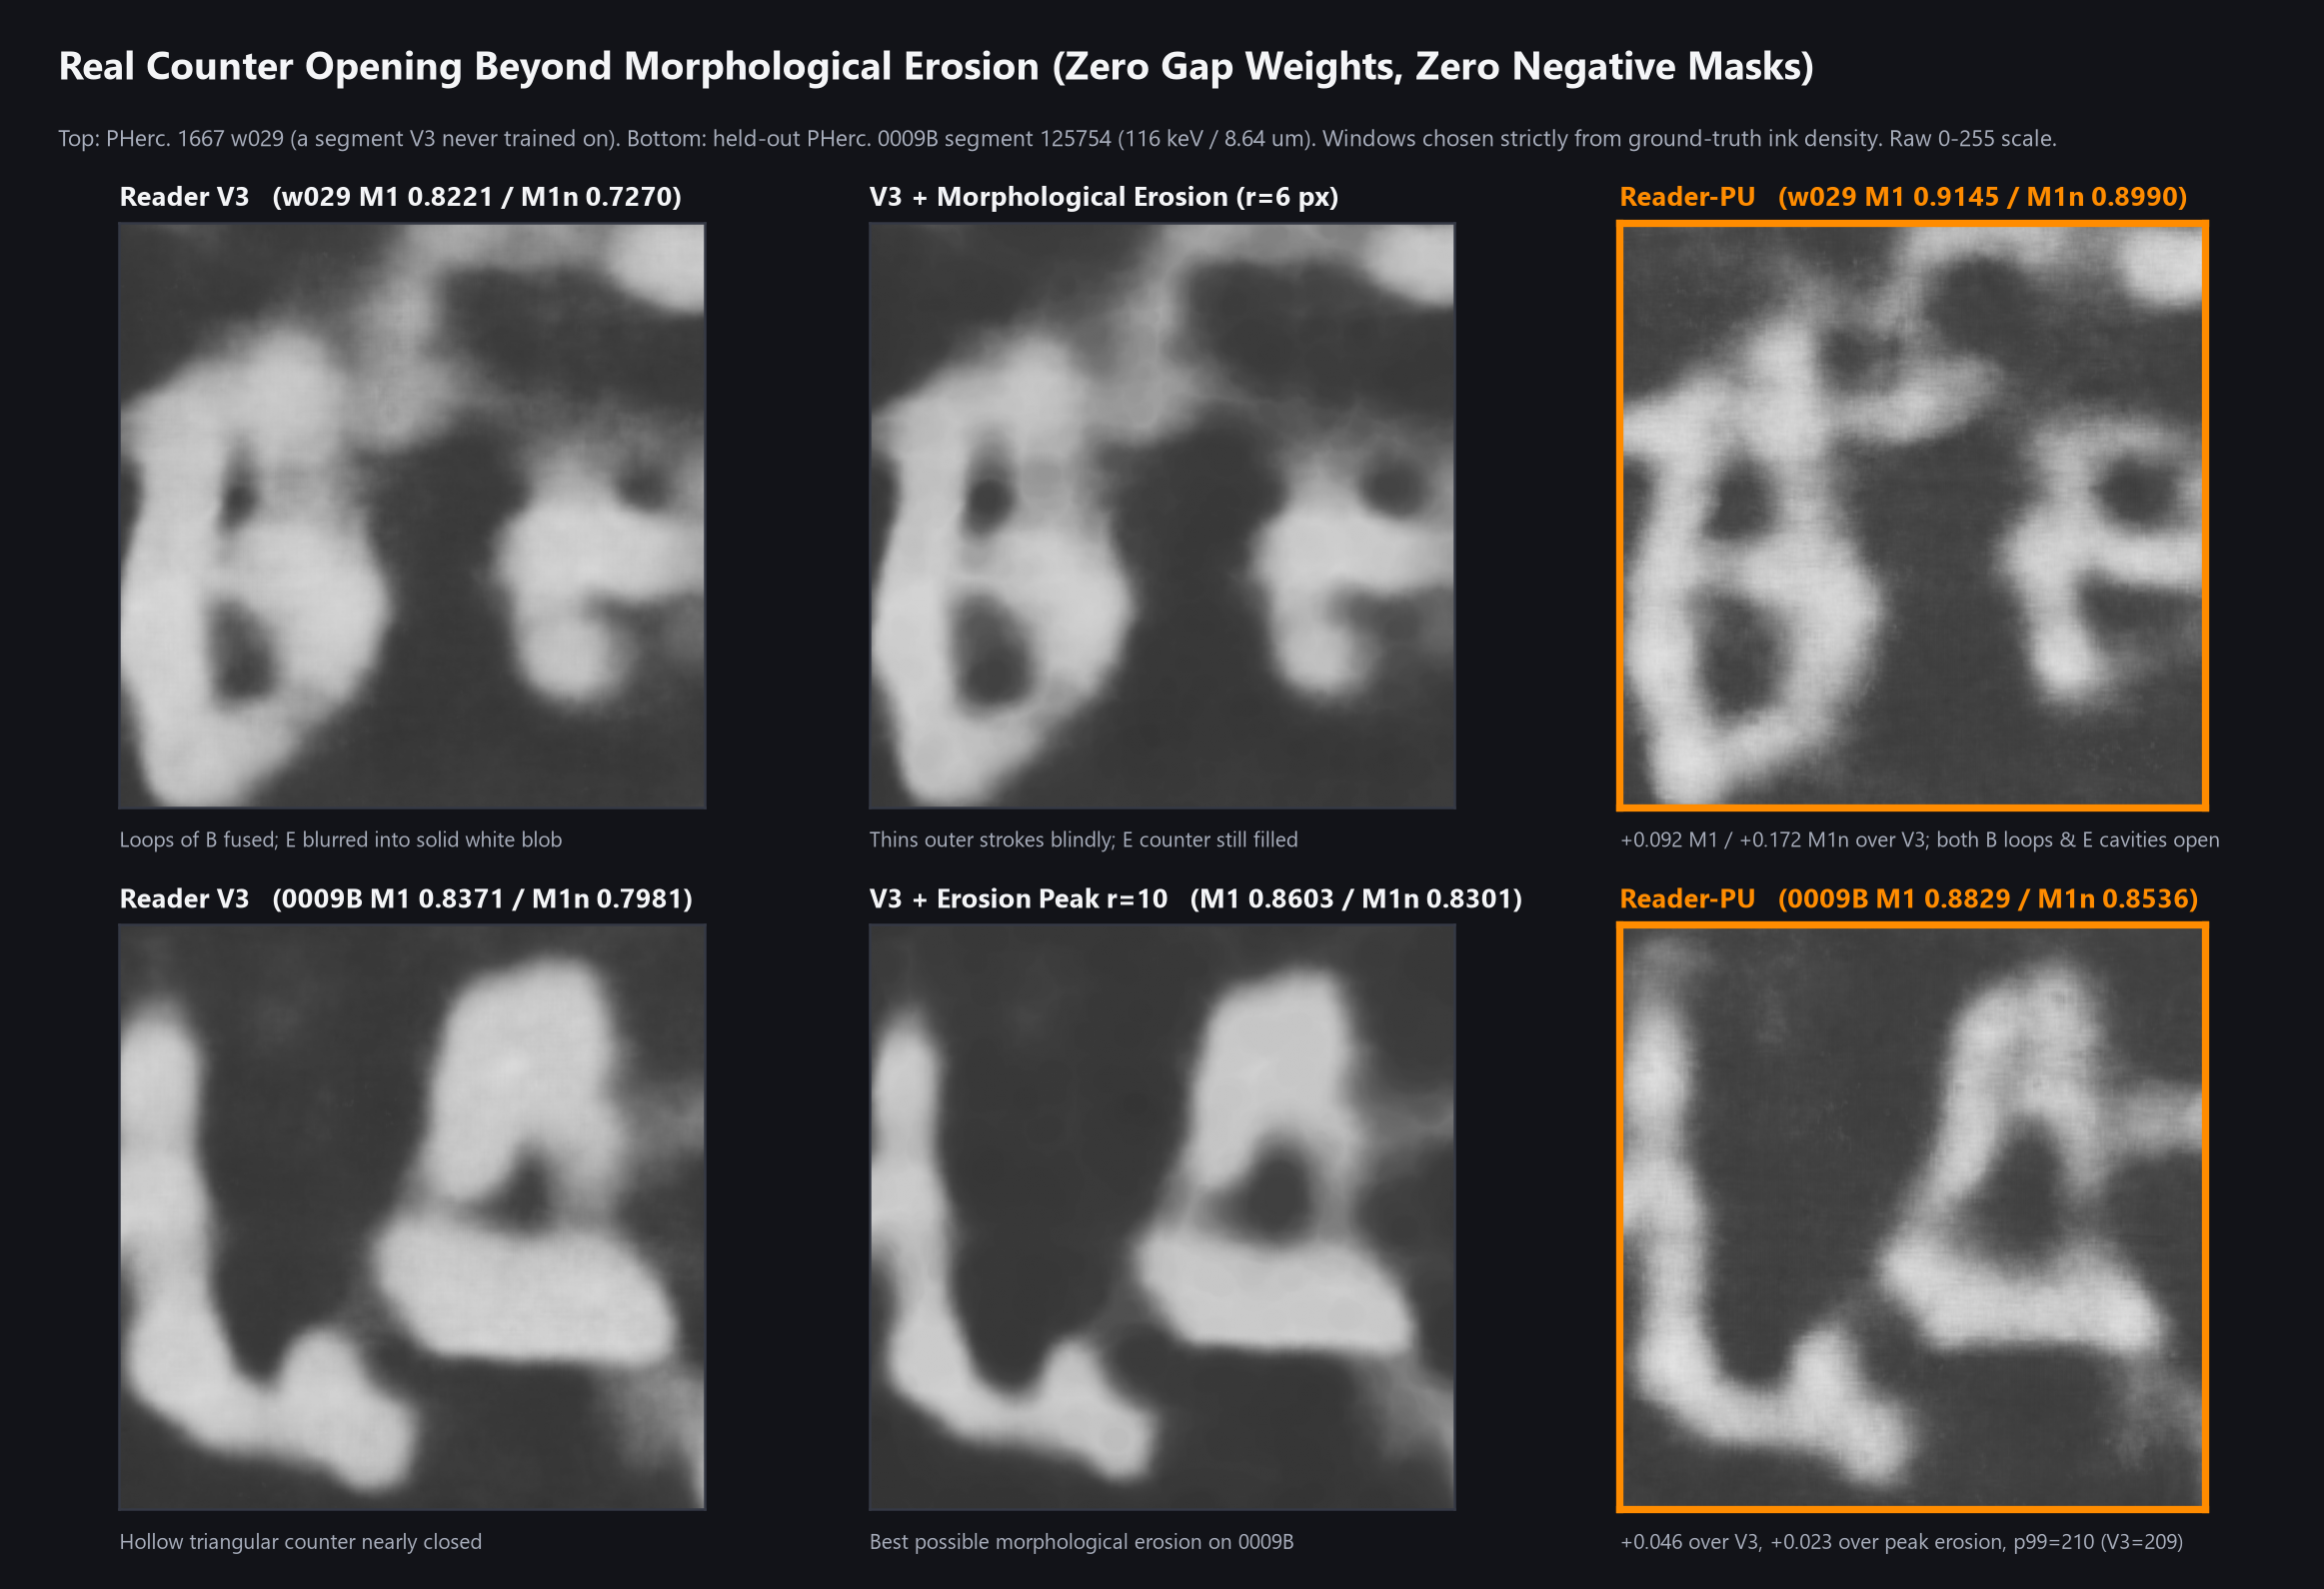 Real Counter Opening Beyond Morphological Erosion (Zero Gap Weights, Zero Negative Masks)
Top: PHerc. 1667 w029 (a segment V3 never trained on). Bottom: held-out PHerc. 0009B segment 125754 (116 keV / 8.64 um). Windows chosen strictly from ground-truth ink density. Raw 0-255 scale.
Reader V3 (w029 M1 0.8221 / M1n 0.7270)
V3 + Morphological Erosion (r=6 px)
Reader-PU (w029 M1 0.9145 / M1n 0.8990)
Loops of B fused; E blurred into solid white blob
Thins outer strokes blindly; E counter still filled
+0.092 M1 / +0.172 M1n over V3; both B loops & E cavities open
Reader V3 (0009B M1 0.8371 / M1n 0.7981)
V3 + Erosion Peak r=10 (M1 0.8603 / M1n 0.8301)
Reader-PU (0009B M1 0.8829 / M1n 0.8536)
Hollow triangular counter nearly closed
Best possible morphological erosion on 0009B
+0.046 over V3, +0.023 over peak erosion, p99=210 (V3=209)